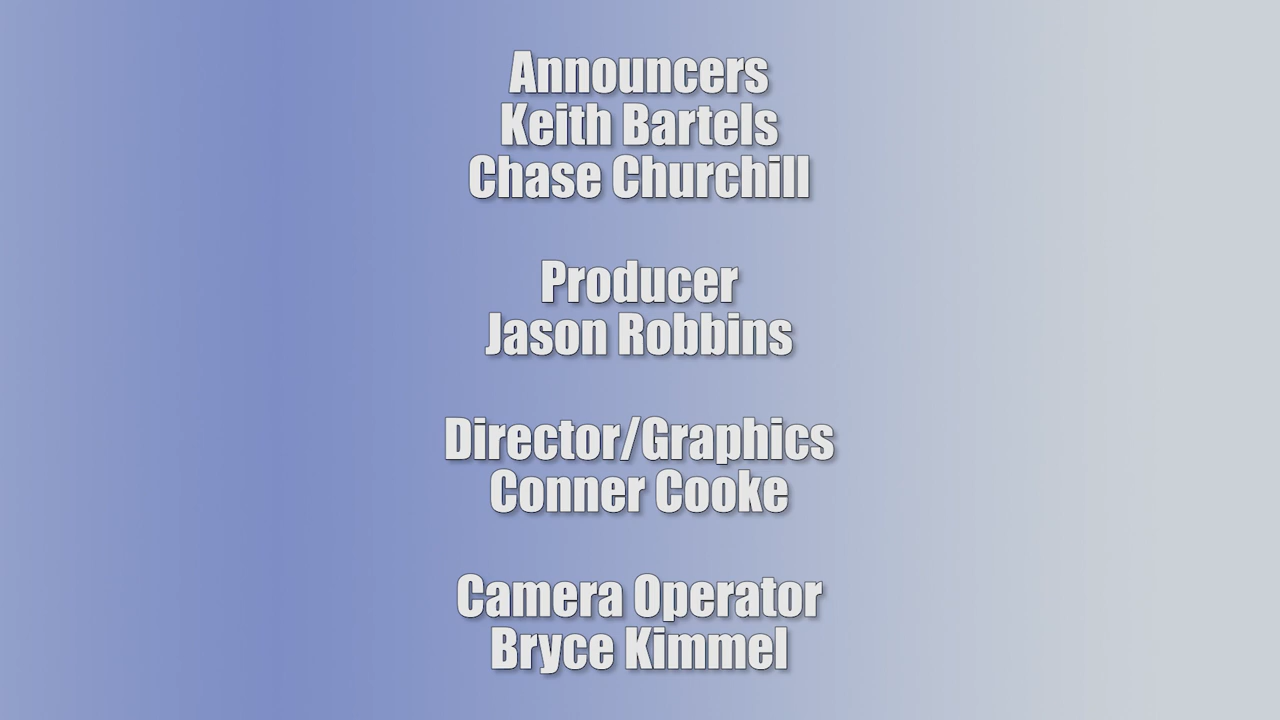 Announcers
Keith Bartels
Chase Churchill
Producer
Jason Robbins
Director/Graphics
Conner Cooke
Camera Operator
Bryce Kimmel